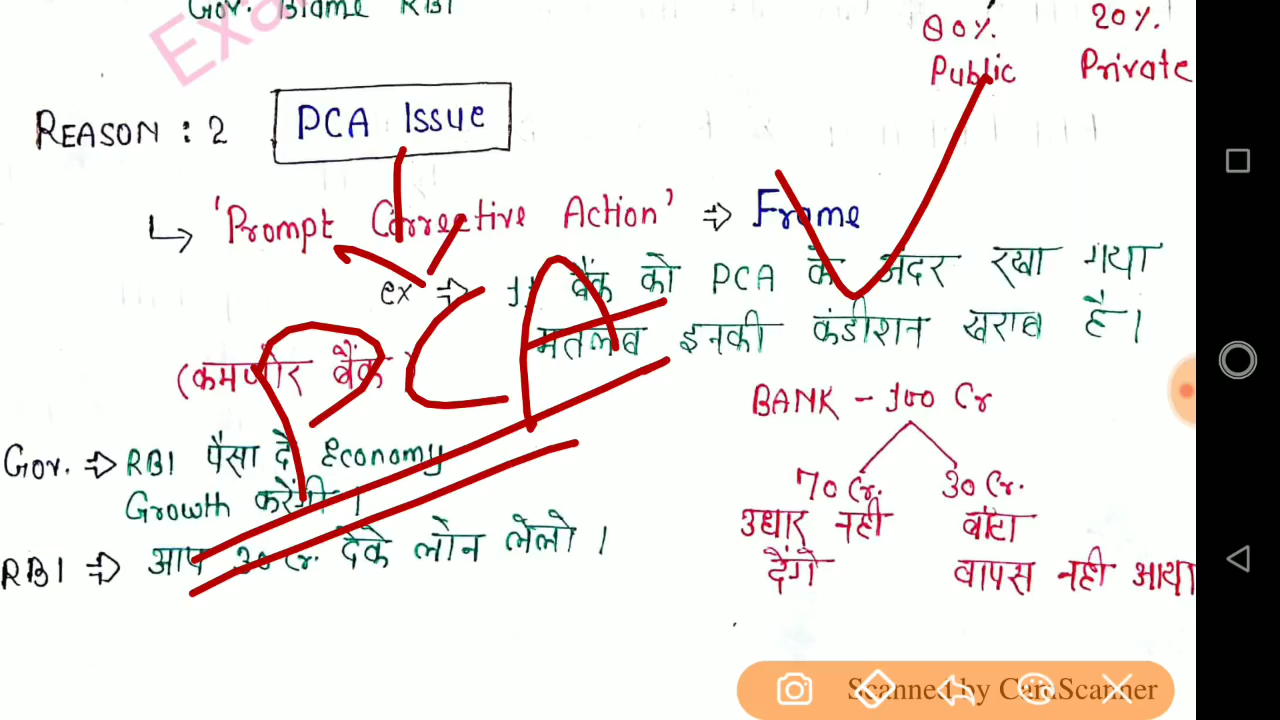 Gov. Blame RBI
Exa
80%. 20%.
Public Private
REASON : 2 PCA Issue
'Prompt Corrective Action' ⇒ Frame
ex ⇒ 11 बैंक को PCA के अंदर रखा गया
मतलब इनकी कंडीशन खराब है।
(कमजोर बैंक)
PCA
BANK - 100 Cr
Gov. ⇒ RBI पैसा दे Economy
Growth करेंगी।
70 Cr. 30 Cr.
उधार नही बांटा
देंगे वापस नही आया
RBI ⇒ आप 30 Cr. देके लोन लेलो।
Scanned by CamScanner